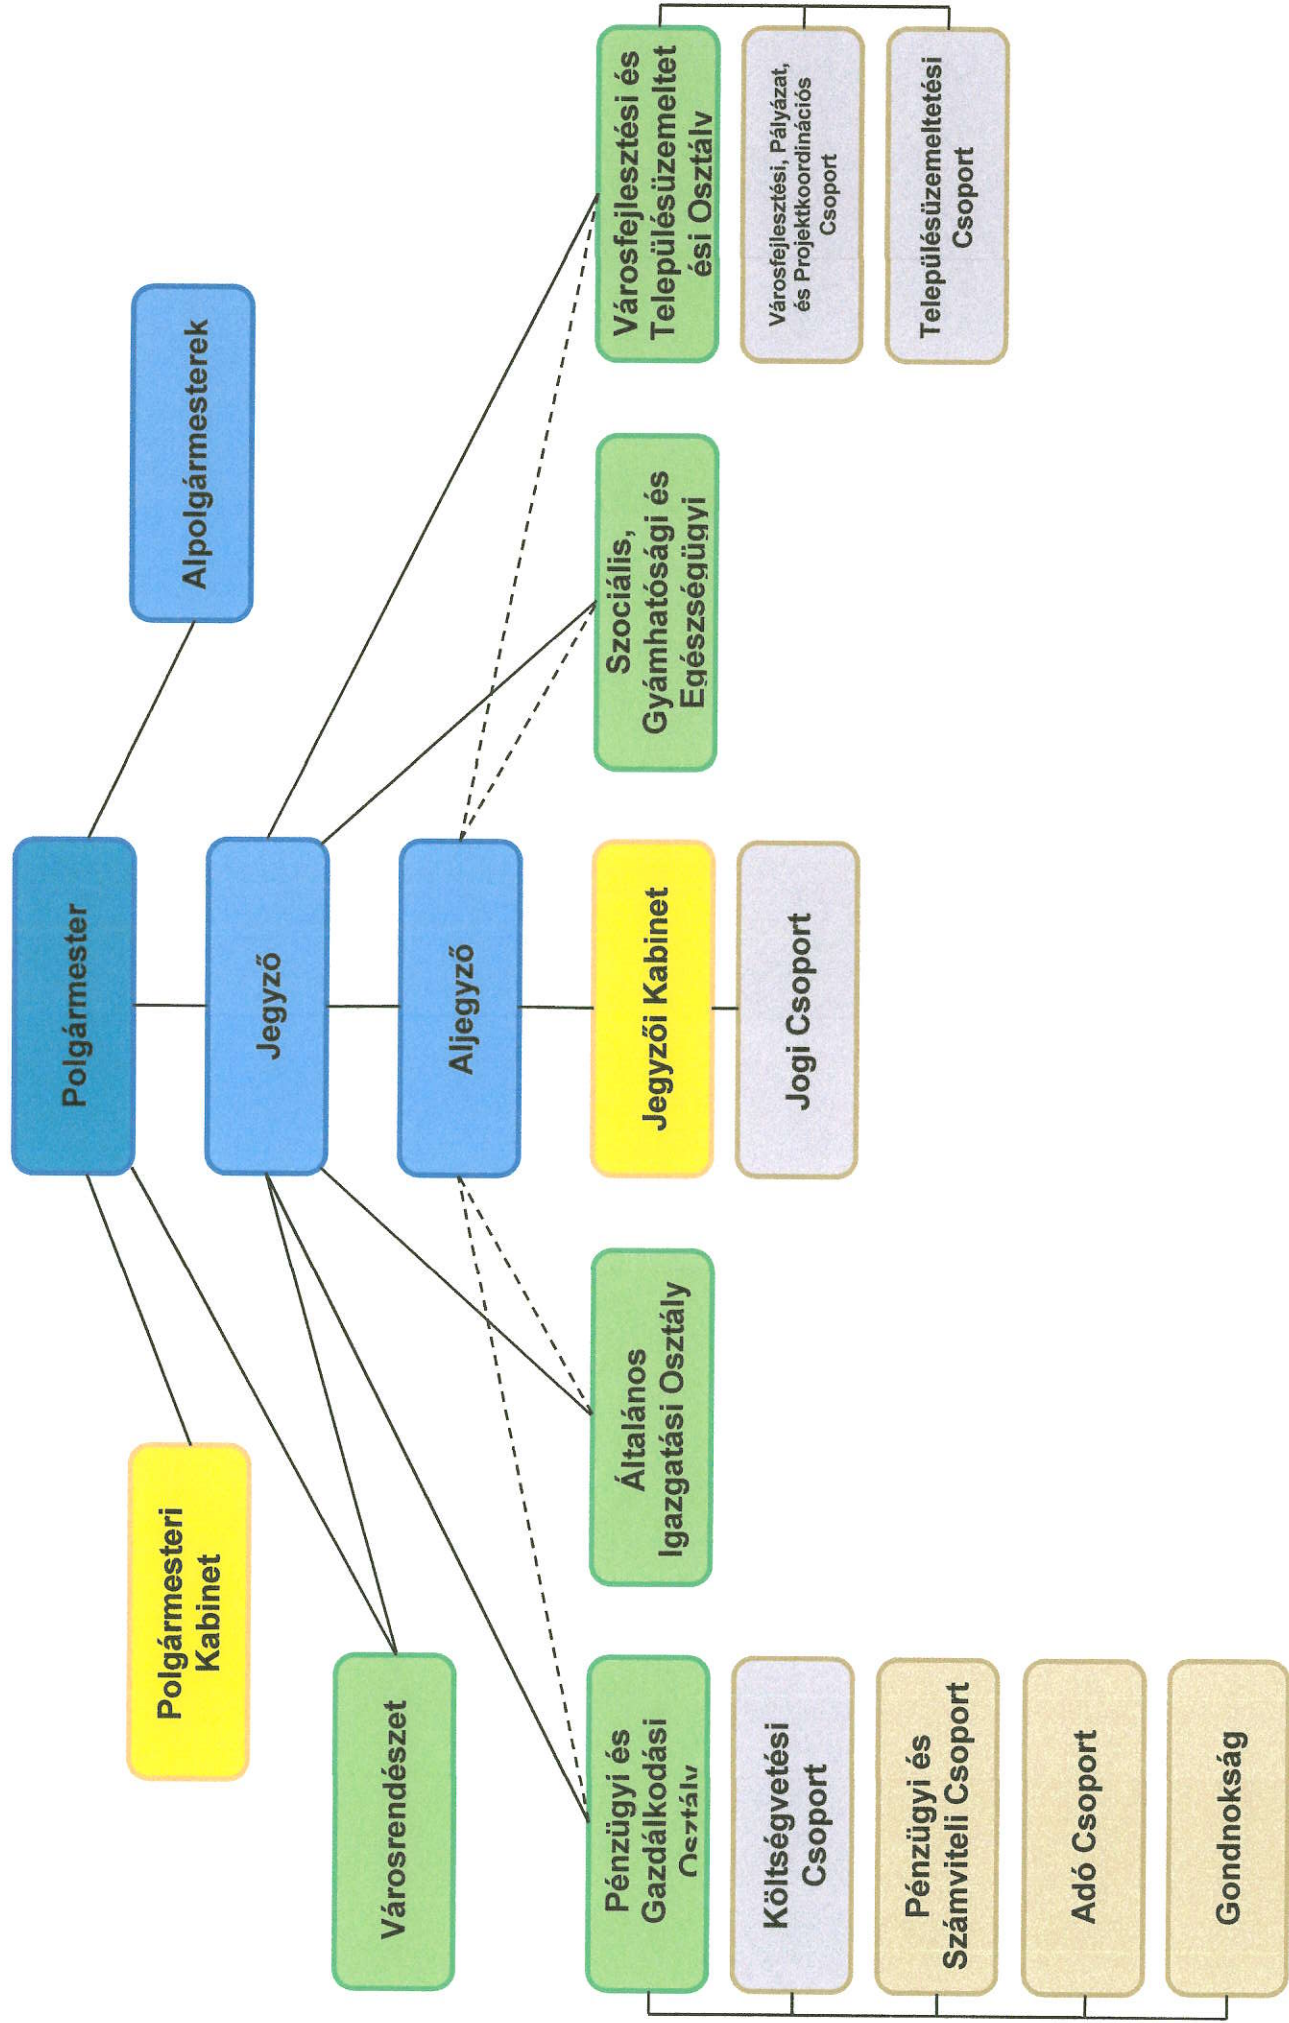 Polgármester
Alpolgármesterek
Polgármesteri
Kabinet
Jegyző
Városrendészet
Aljegyző
Pénzügyi és
Gazdálkodási
Osztály
Általános
Igazgatási Osztály
Jegyzői Kabinet
Szociális,
Gyámhatósági és
Egészségügyi
Városfejlesztési és
Településüzemeltet
ési Osztály
Költségvetési
Csoport
Jogi Csoport
Városfejlesztési, Pályázat,
és Projektkoordinációs
Csoport
Pénzügyi és
Számviteli Csoport
Településüzemeltetési
Csoport
Adó Csoport
Gondnokság